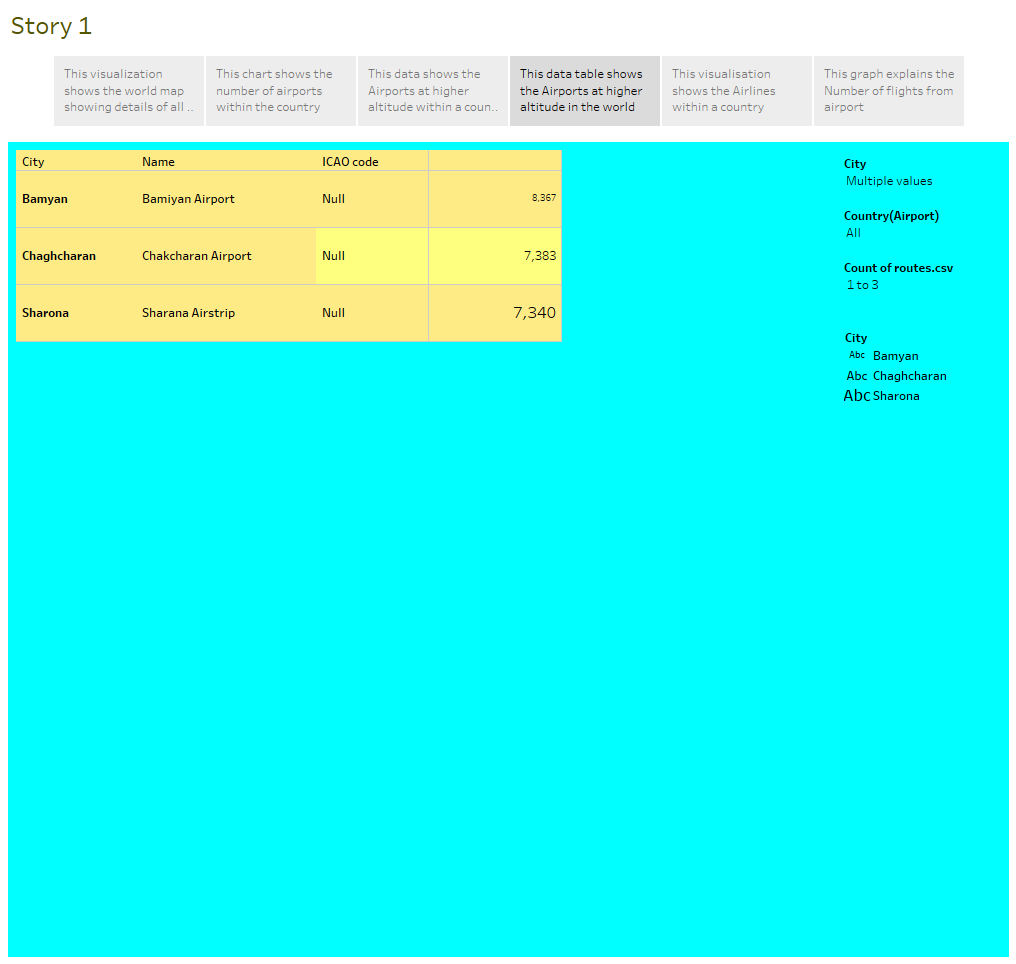 Story 1
This visualization
shows the world map
showing details of all ..
This chart shows the
number of airports
within the country
This data shows the
Airports at higher
altitude within a coun..
This data table shows
the Airports at higher
altitude in the world
This visualisation
shows the Airlines
within a country
This graph explains the
Number of flights from
airport
City Name ICAO code
Bamyan Bamiyan Airport Null 8,367
Chaghcharan Chakcharan Airport Null 7,383
Sharona Sharana Airstrip Null 7,340
City
Multiple values
Country(Airport)
All
Count of routes.csv
1 to 3
City
Abc Bamyan
Abc Chaghcharan
Abc Sharona